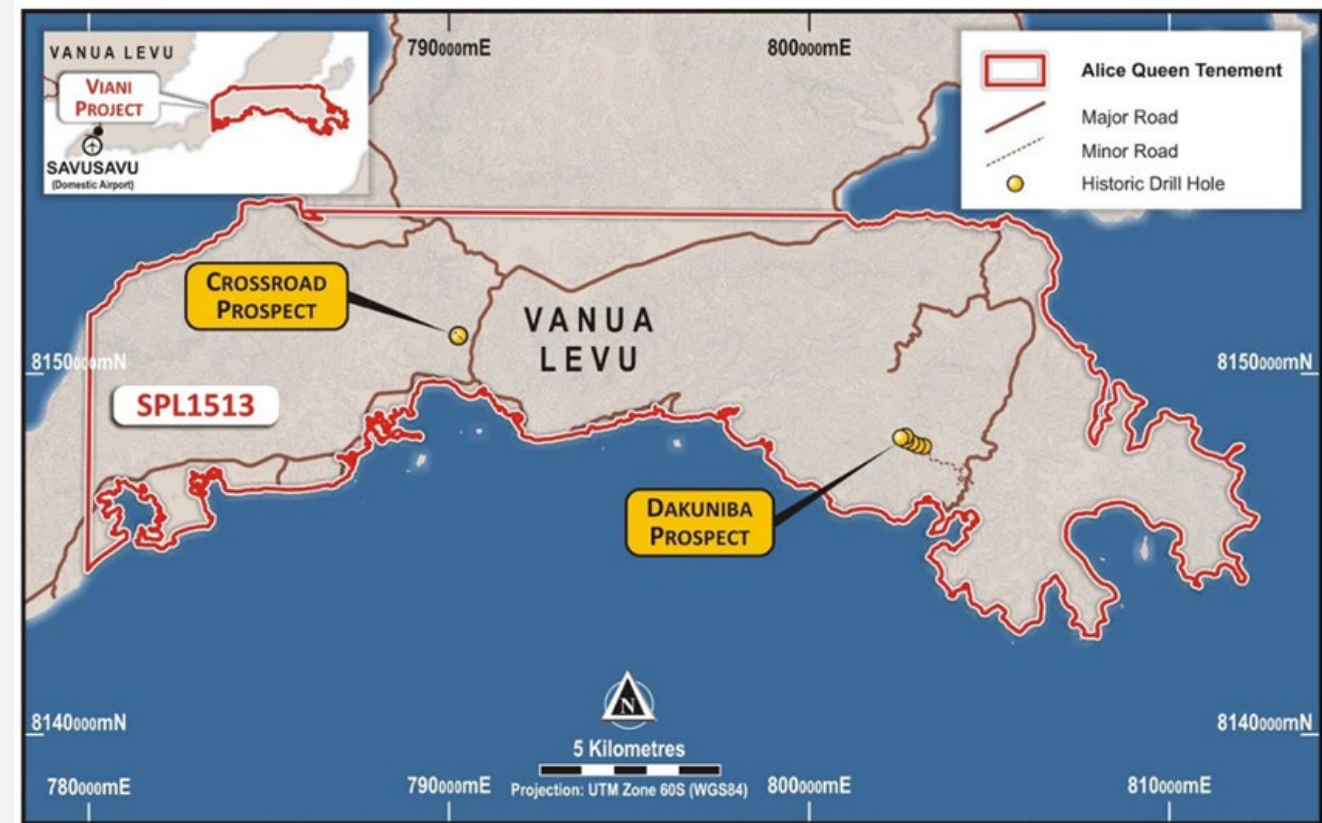 VANUA LEVU
VIANI
PROJECT
SAVUSAVU
(Domestic Airport)
790000mE
800000mE
Alice Queen Tenement
Major Road
Minor Road
Historic Drill Hole
CROSSROAD
PROSPECT
VANUA
LEVU
8150000mN
8150000mN
SPL1513
DAKUNIBA
PROSPECT
N
8140000mN
8140000mN
5 Kilometres
780000mE
790000mE
Projection: UTM Zone 60S (WGS84)
800000mE
810000mE